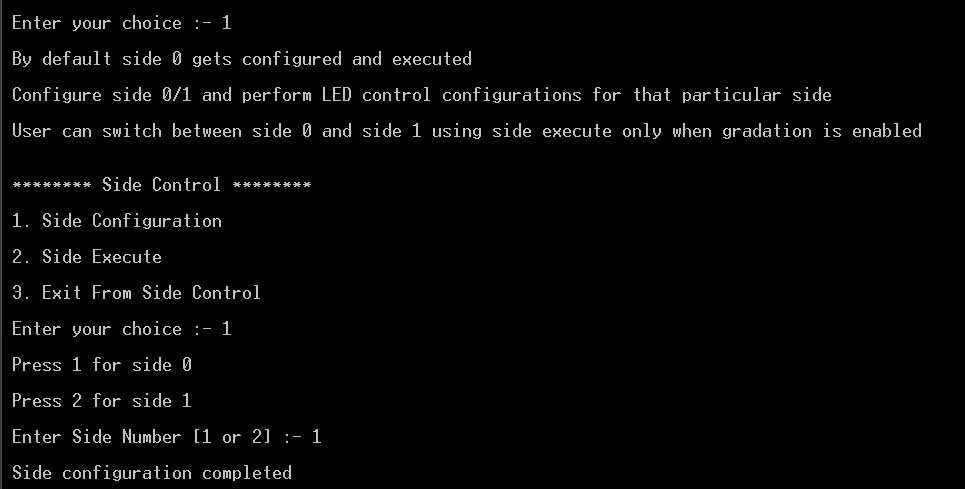 Enter your choice :- 1
By default side 0 gets configured and executed
Configure side 0/1 and perform LED control configurations for that particular side
User can switch between side 0 and side 1 using side execute only when gradation is enabled
******** Side Control ********
1. Side Configuration
2. Side Execute
3. Exit From Side Control
Enter your choice :- 1
Press 1 for side 0
Press 2 for side 1
Enter Side Number [1 or 2] :- 1
Side configuration completed